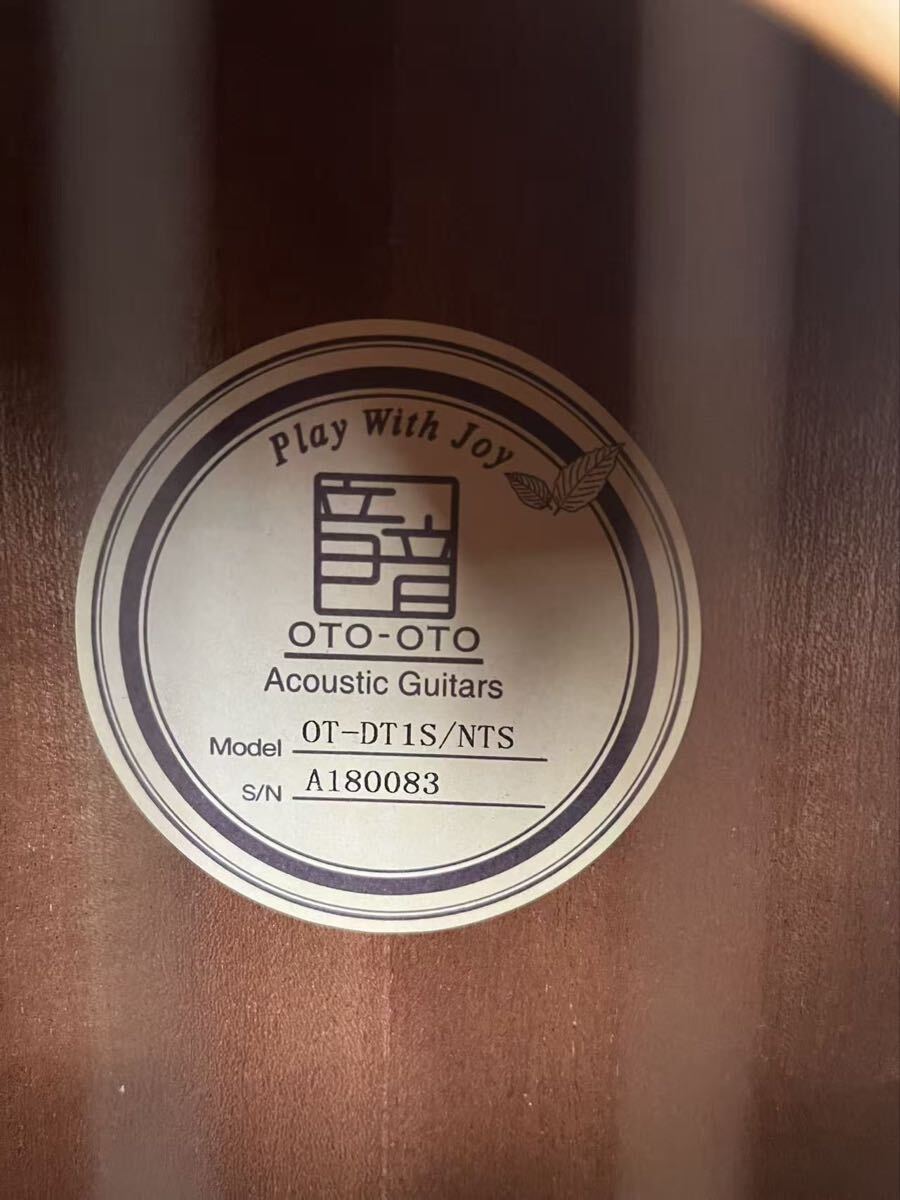 Play With Joy
音音
OTO-OTO
Acoustic Guitars
Model OT-DT1S/NTS
S/N A180083